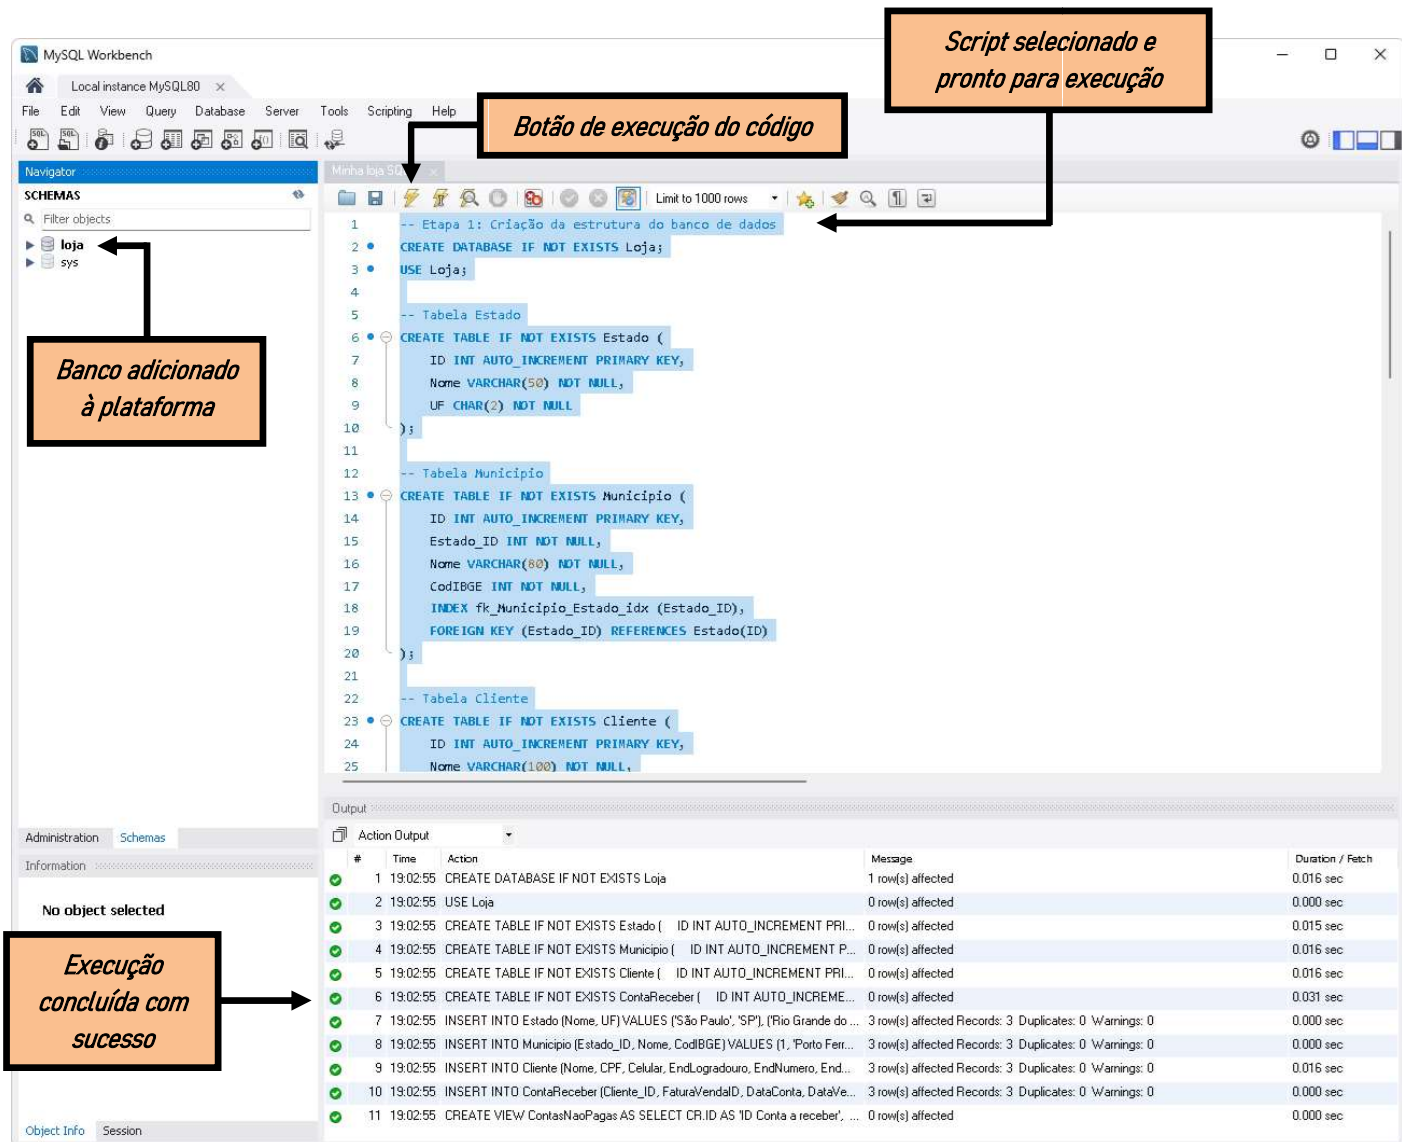 Script selecionado e
pronto para execução
MySQL Workbench
Local instance MySQL80
File Edit View Query Database Server Tools Scripting Help
Botão de execução do código
Navigator
Minha loja SQ
SCHEMAS
Filter objects
Limit to 1000 rows
loja
sys
Banco adicionado
à plataforma
1 -- Etapa 1: Criação da estrutura do banco de dados
2 CREATE DATABASE IF NOT EXISTS Loja;
3 USE Loja;
4
5 -- Tabela Estado
6 CREATE TABLE IF NOT EXISTS Estado (
7 ID INT AUTO_INCREMENT PRIMARY KEY,
8 Nome VARCHAR(50) NOT NULL,
9 UF CHAR(2) NOT NULL
10 );
11
12 -- Tabela Municipio
13 CREATE TABLE IF NOT EXISTS Municipio (
14 ID INT AUTO_INCREMENT PRIMARY KEY,
15 Estado_ID INT NOT NULL,
16 Nome VARCHAR(80) NOT NULL,
17 CodIBGE INT NOT NULL,
18 INDEX fk_Municipio_Estado_idx (Estado_ID),
19 FOREIGN KEY (Estado_ID) REFERENCES Estado(ID)
20 );
21
22 -- Tabela Cliente
23 CREATE TABLE IF NOT EXISTS Cliente (
24 ID INT AUTO_INCREMENT PRIMARY KEY,
25 Nome VARCHAR(100) NOT NULL,
Output
Administration Schemas
Action Output
Information
# Time Action Message Duration / Fetch
1 19:02:55 CREATE DATABASE IF NOT EXISTS Loja 1 row(s) affected 0.016 sec
No object selected
2 19:02:55 USE Loja 0 row(s) affected 0.000 sec
3 19:02:55 CREATE TABLE IF NOT EXISTS Estado ( ID INT AUTO_INCREMENT PRI... 0 row(s) affected 0.015 sec
4 19:02:55 CREATE TABLE IF NOT EXISTS Municipio ( ID INT AUTO_INCREMENT P... 0 row(s) affected 0.016 sec
5 19:02:55 CREATE TABLE IF NOT EXISTS Cliente ( ID INT AUTO_INCREMENT PRI... 0 row(s) affected 0.016 sec
6 19:02:55 CREATE TABLE IF NOT EXISTS ContaReceber ( ID INT AUTO_INCREME... 0 row(s) affected 0.031 sec
7 19:02:55 INSERT INTO Estado (Nome, UF) VALUES ('São Paulo', 'SP'), ('Rio Grande do ... 3 row(s) affected Records: 3 Duplicates: 0 Warnings: 0 0.000 sec
8 19:02:55 INSERT INTO Municipio (Estado_ID, Nome, CodIBGE) VALUES (1, 'Porto Ferr... 3 row(s) affected Records: 3 Duplicates: 0 Warnings: 0 0.000 sec
9 19:02:55 INSERT INTO Cliente (Nome, CPF, Celular, EndLogradouro, EndNumero, End... 3 row(s) affected Records: 3 Duplicates: 0 Warnings: 0 0.016 sec
10 19:02:55 INSERT INTO ContaReceber (Cliente_ID, FaturaVendaID, DataConta, DataVe... 3 row(s) affected Records: 3 Duplicates: 0 Warnings: 0 0.000 sec
11 19:02:55 CREATE VIEW ContasNaoPagas AS SELECT CR.ID AS 'ID Conta a receber', ... 0 row(s) affected 0.000 sec
Execução
concluída com
sucesso
Object Info Session